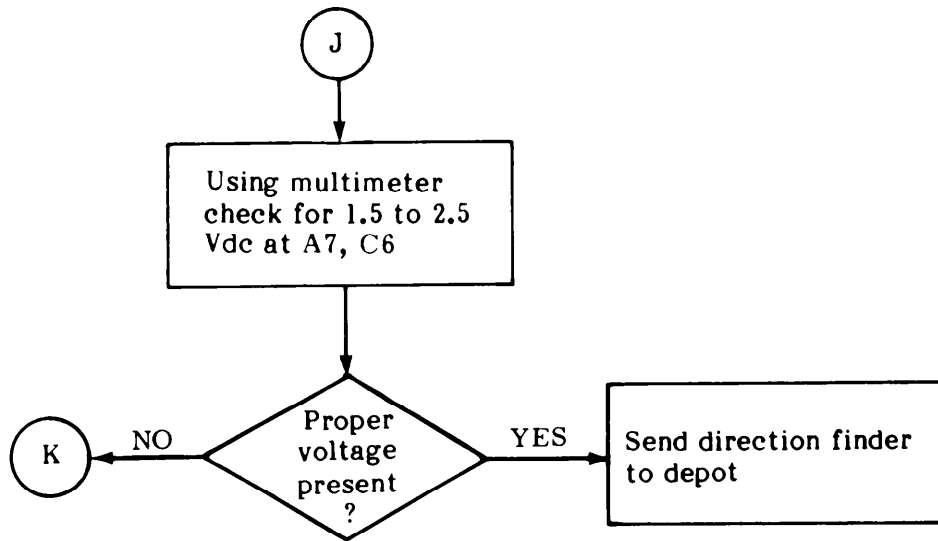 J
Using multimeter
check for 1.5 to 2.5
Vdc at A7, C6
Proper
voltage
present
?
NO
K
YES
Send direction finder
to depot